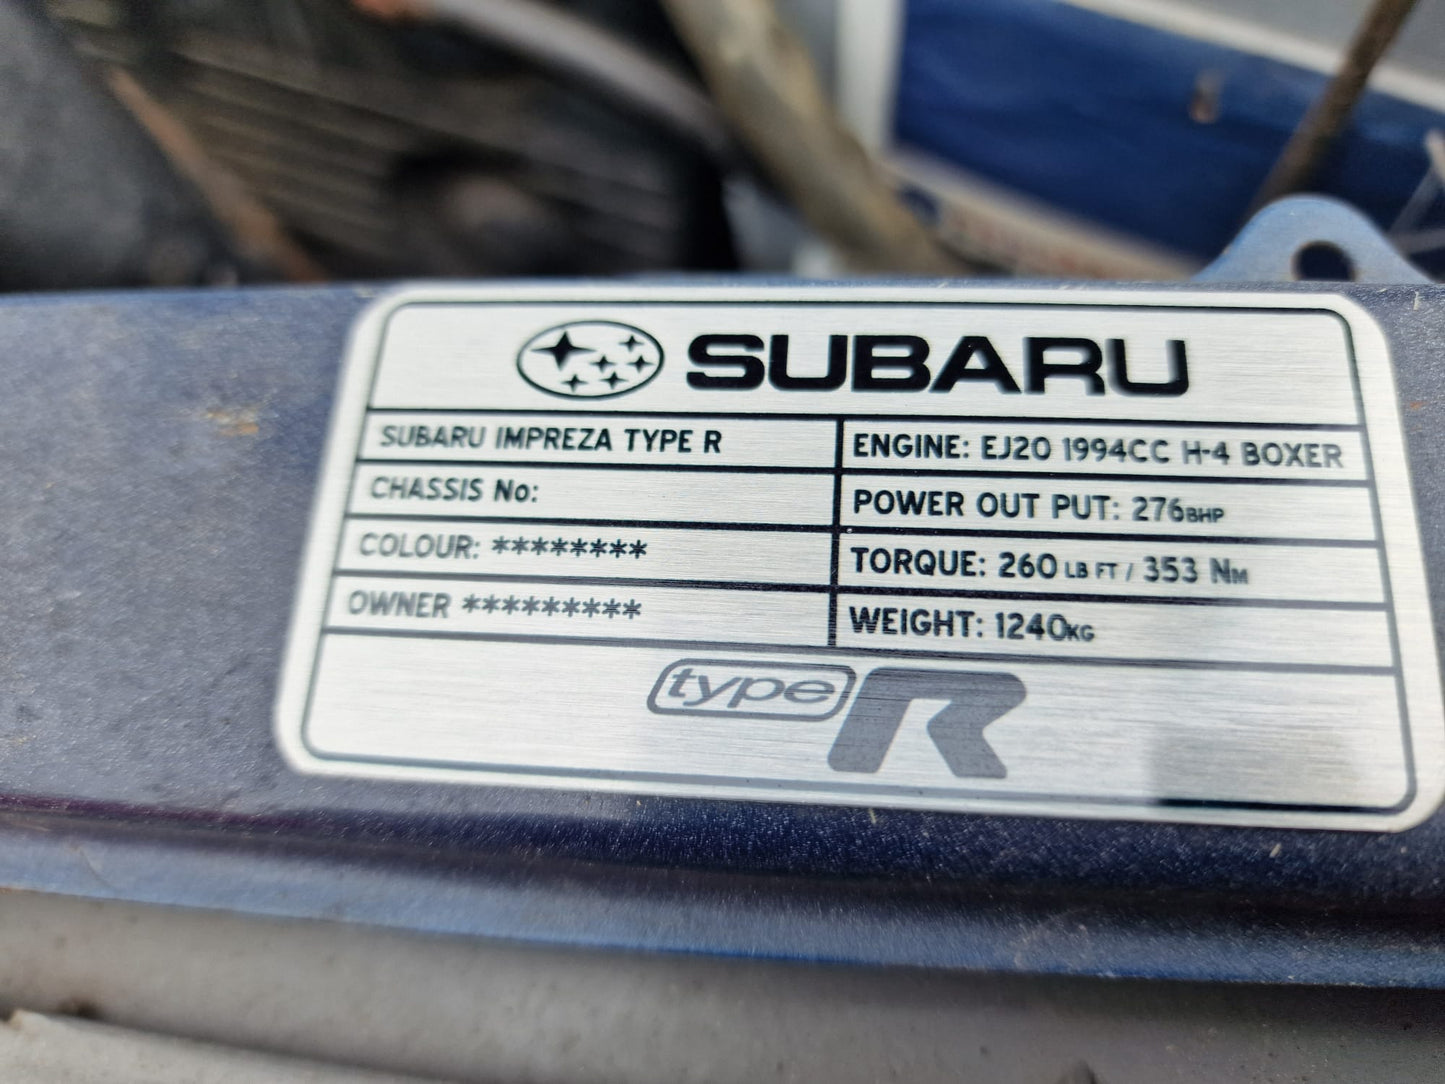 SUBARU
SUBARU IMPREZA TYPE R
ENGINE: EJ20 1994CC H-4 BOXER
CHASSIS No:
POWER OUT PUT: 276BHP
COLOUR: ********
TORQUE: 260 LB FT / 353 NM
OWNER *********
WEIGHT: 1240KG
type R